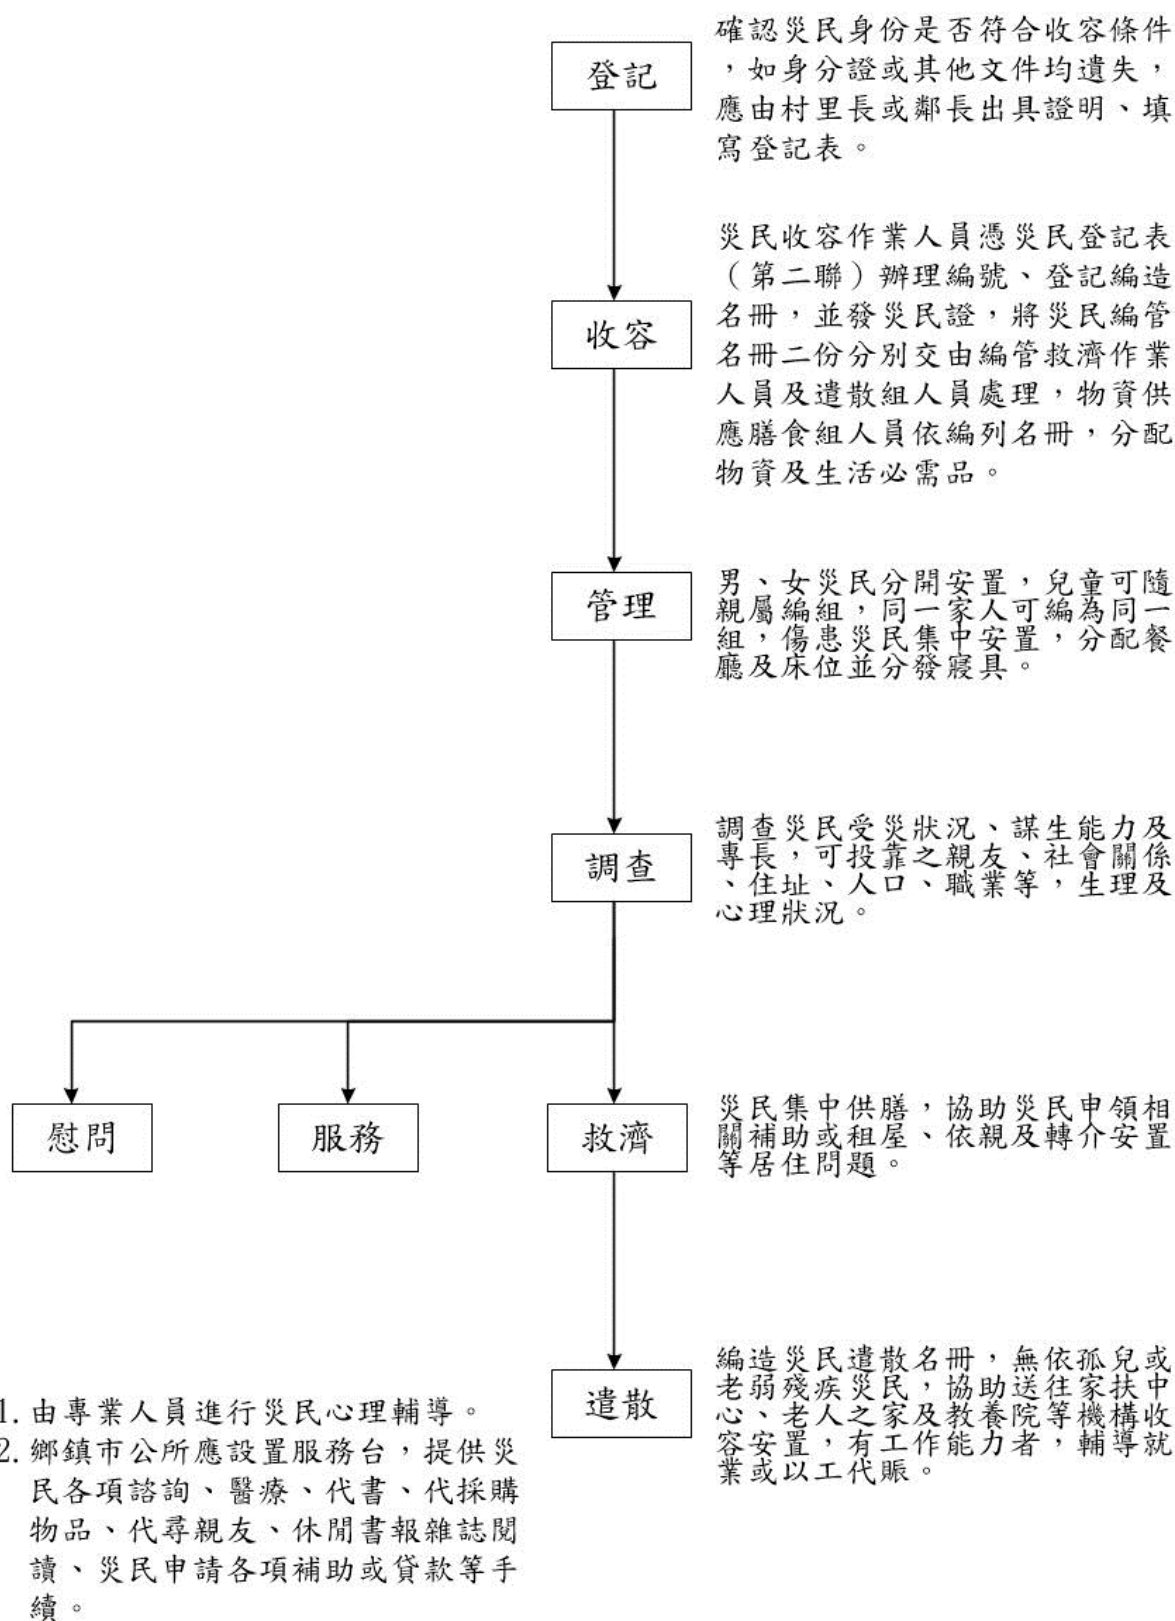 登記
確認災民身份是否符合收容條件
，如身分證或其他文件均遺失，
應由村里長或鄰長出具證明、填
寫登記表。
收容
災民收容作業人員憑災民登記表
（第二聯）辦理編號、登記編造
名冊，並發災民證，將災民編管
名冊二份分別交由編管救濟作業
人員及遣散組人員處理，物資供
應膳食組人員依編列名冊，分配
物資及生活必需品。
管理
男、女災民分開安置，兒童可隨
親屬編組，同一家人可編為同一
組，傷患災民集中安置，分配餐
廳及床位並分發寢具。
調查
調查災民受災狀況、謀生能力及
專長，可投靠之親友、社會關係
、住址、人口、職業等，生理及
心理狀況。
慰問
服務
救濟
災民集中供膳，協助災民申領相
關補助或租屋、依親及轉介安置
等居住問題。
遣散
編造災民遣散名冊，無依孤兒或
老弱殘疾災民，協助送往家扶中
心、老人之家及教養院等機構收
容安置，有工作能力者，輔導就
業或以工代賑。
1.由專業人員進行災民心理輔導。
2.鄉鎮市公所應設置服務台，提供災
民各項諮詢、醫療、代書、代採購
物品、代尋親友、休閒書報雜誌閱
讀、災民申請各項補助或貸款等手
續。